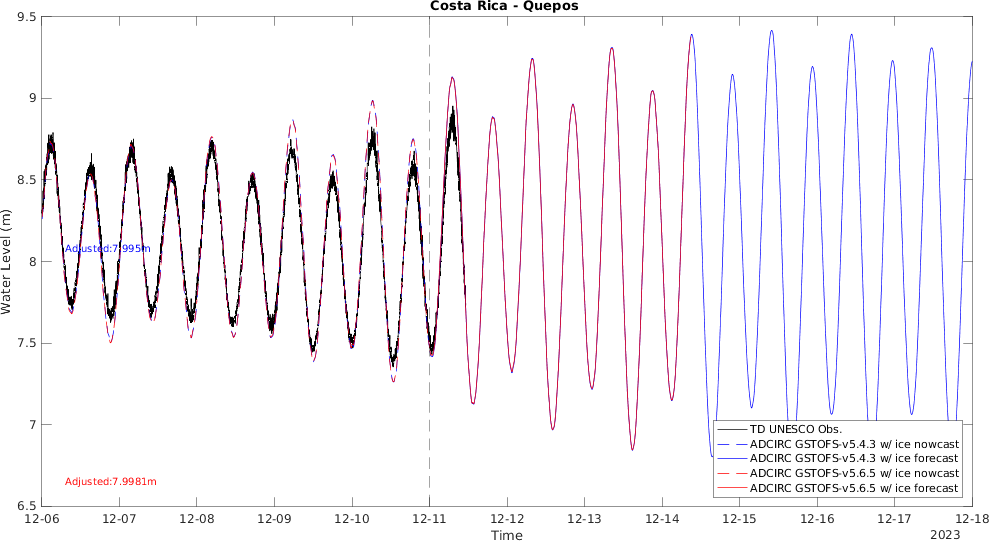 Costa Rica - Quepos
9.5
9
8.5
8
7.5
7
6.5
Water Level (m)
Adjusted:7.995m
Adjusted:7.9981m
TD UNESCO Obs.
ADCIRC GSTOFS-v5.4.3 w/ ice nowcast
ADCIRC GSTOFS-v5.4.3 w/ ice forecast
ADCIRC GSTOFS-v5.6.5 w/ ice nowcast
ADCIRC GSTOFS-v5.6.5 w/ ice forecast
12-06 12-07 12-08 12-09 12-10 12-11 12-12 12-13 12-14 12-15 12-16 12-17 12-18
Time
2023